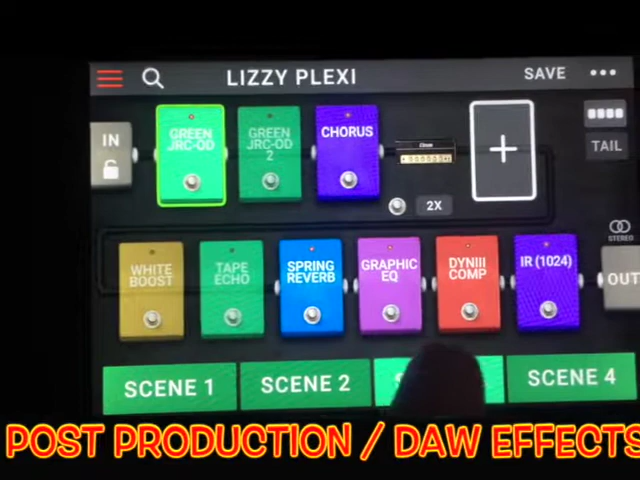 LIZZY PLEXI
SAVE
IN
GREEN
JRC-OD
GREEN
JRC-OD
2
CHORUS
2X
TAIL
STEREO
WHITE
BOOST
TAPE
ECHO
SPRING
REVERB
GRAPHIC
EQ
DYNIII
COMP
IR (1024)
OUT
SCENE 1
SCENE 2
SCENE 4
POST PRODUCTION / DAW EFFECTS